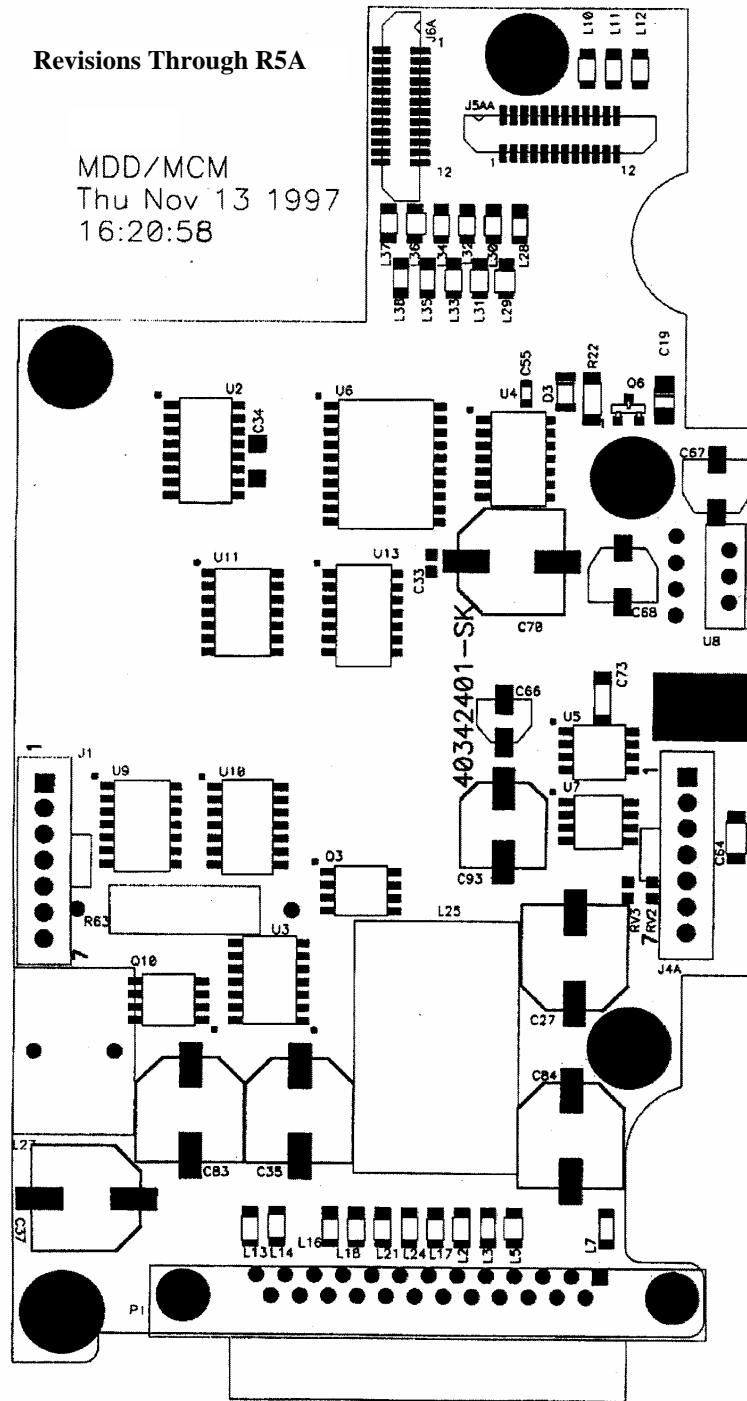 Revisions Through R5A
MDD/MCM
Thu Nov 13 1997
16:20:58
J6A
1
12
L10
L11
L12
J5AA
1
12
L37
L36
L34
L32
L30
L28
L38
L35
L33
L31
L29
U2
C34
U6
U4
C55
D3
R22
Q6
C19
C67
U11
U13
C33
C70
C68
U8
40342401-SK
C66
C73
U5
U7
1
J1
1
U9
U10
Q3
C93
C64
RV3
RV2
7
J4A
R63
7
U3
L25
Q10
C27
C84
L27
C83
C35
C37
L13
L14
L16
L18
L21
L24
L17
L2
L3
L5
L7
P1